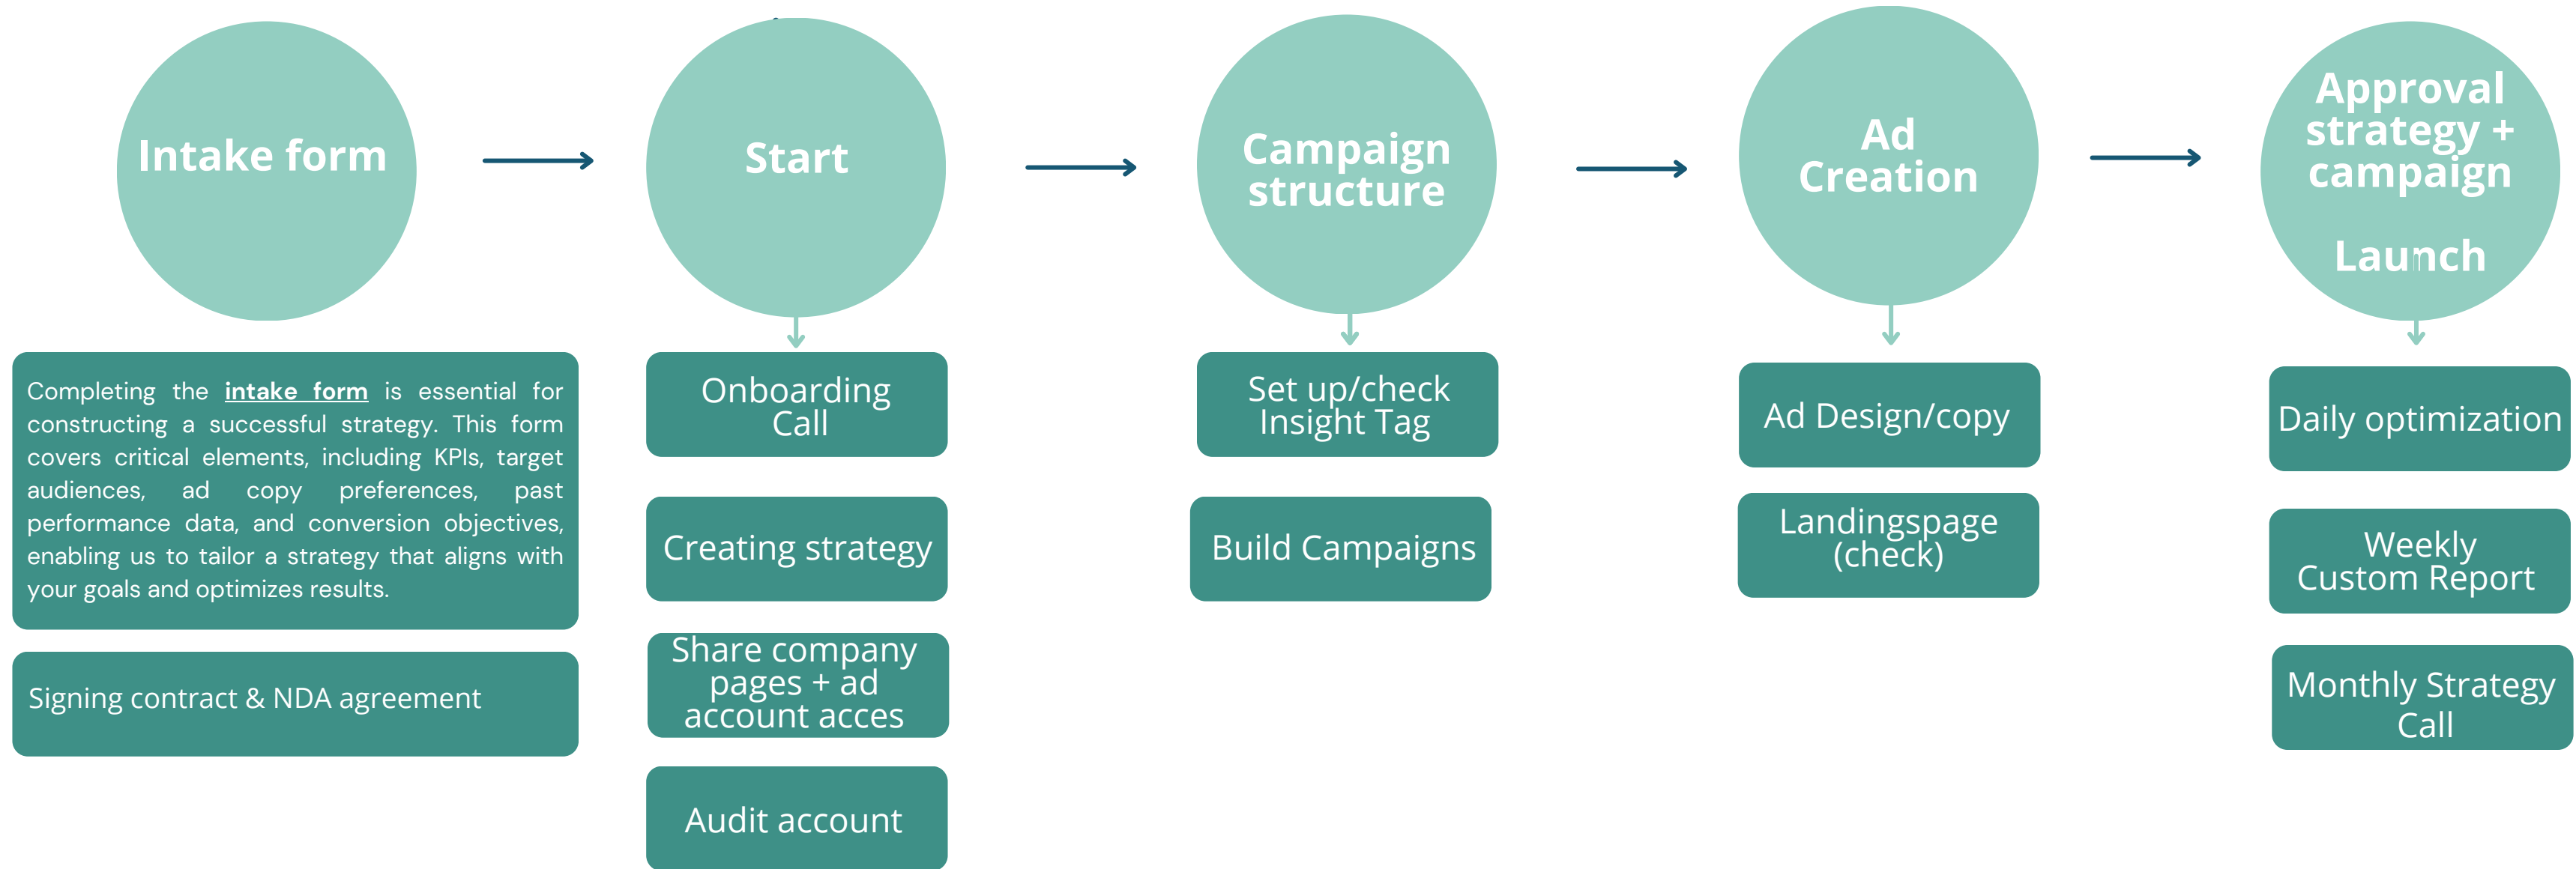 Intake form
Completing the intake form is essential for
constructing a successful strategy. This form
covers critical elements, including KPIs, target
audiences, ad copy preferences, past
performance data, and conversion objectives,
enabling us to tailor a strategy that aligns with
your goals and optimizes results.
Signing contract & NDA agreement
Start
Onboarding
Call
Creating strategy
Share company
pages + ad
account acces
Audit account
Campaign
structure
Set up/check
Insight Tag
Build Campaigns
Ad
Creation
Ad Design/copy
Landingspage
(check)
Approval
strategy +
campaign
Launch
Daily optimization
Weekly
Custom Report
Monthly Strategy
Call